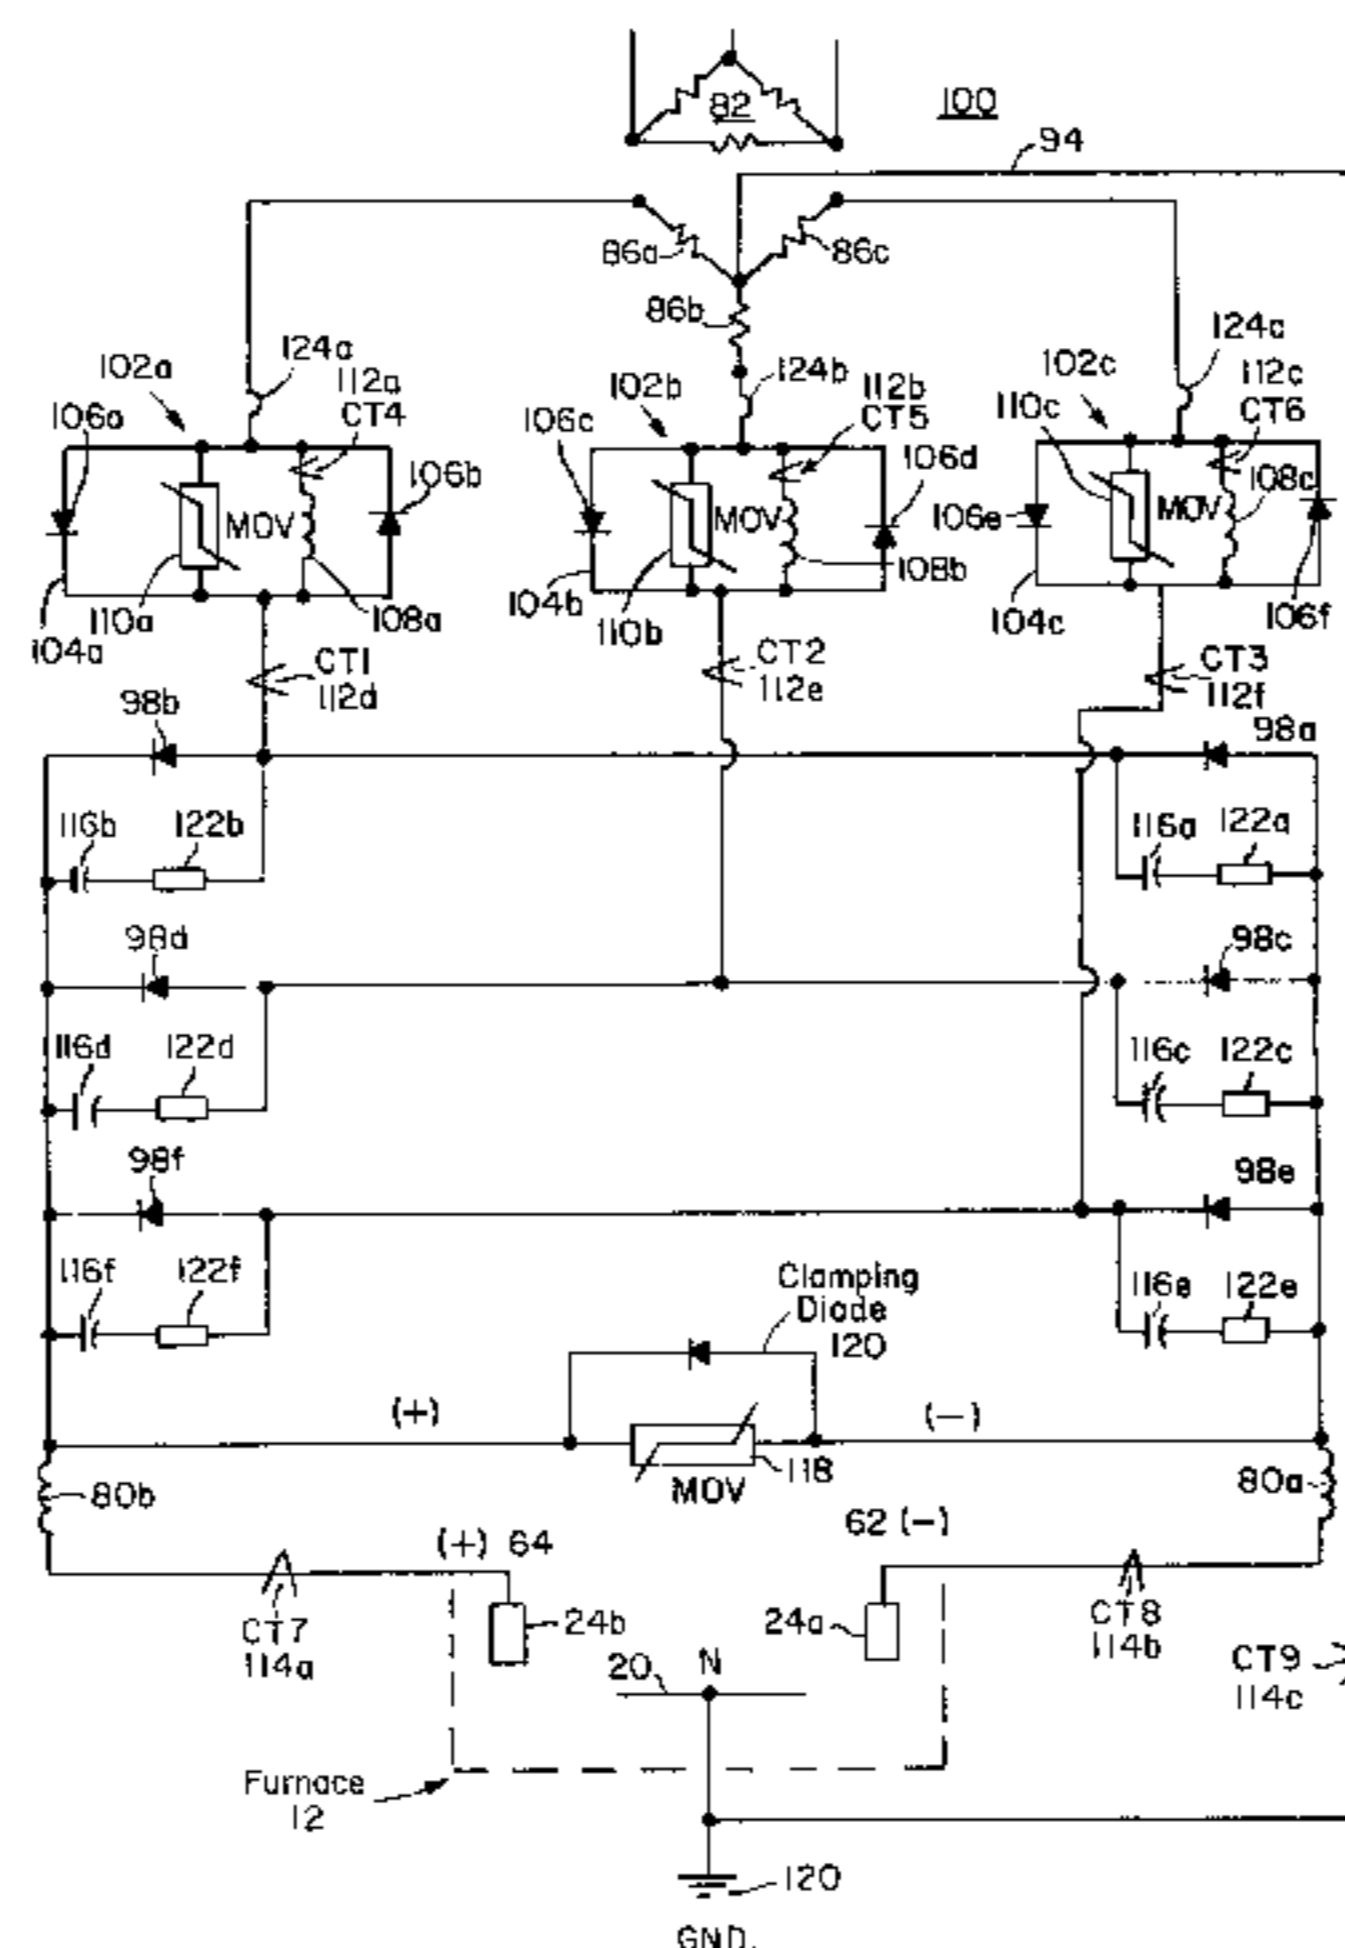 82
100
94
86a
86c
86b
124a
102a
112a
CT4
106a
106b
MOV
110a
104a
108a
124b
102b
112b
CT5
106c
106d
MOV
108b
104b
110b
124c
102c
112c
CT6
110c
108c
MOV
106e
104c
106f
CT1
112d
CT2
112e
CT3
112f
98b
98a
116b
122b
116a
122a
98d
98c
116d
122d
116c
122c
98f
98e
116f
122f
116e
122e
Clamping
Diode
120
(+)
(—)
118
MOV
80b
80a
(+) 64
62 (—)
CT7
114a
24b
24a
CT8
114b
20
N
CT9
114c
Furnace
12
120
GND.